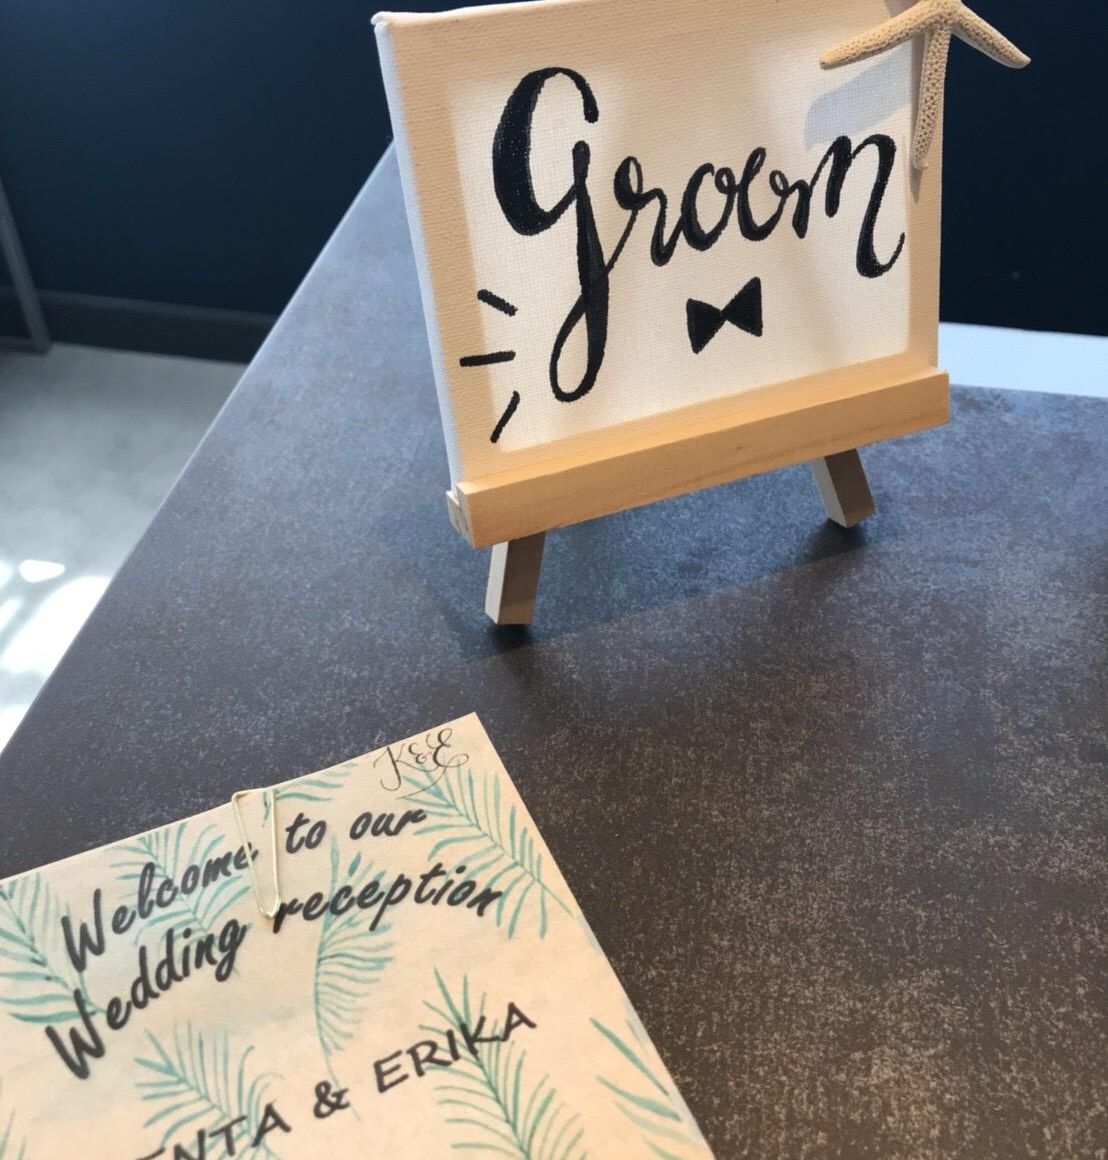 Groom
K&E
Welcome to our
Wedding reception
& ERIKA